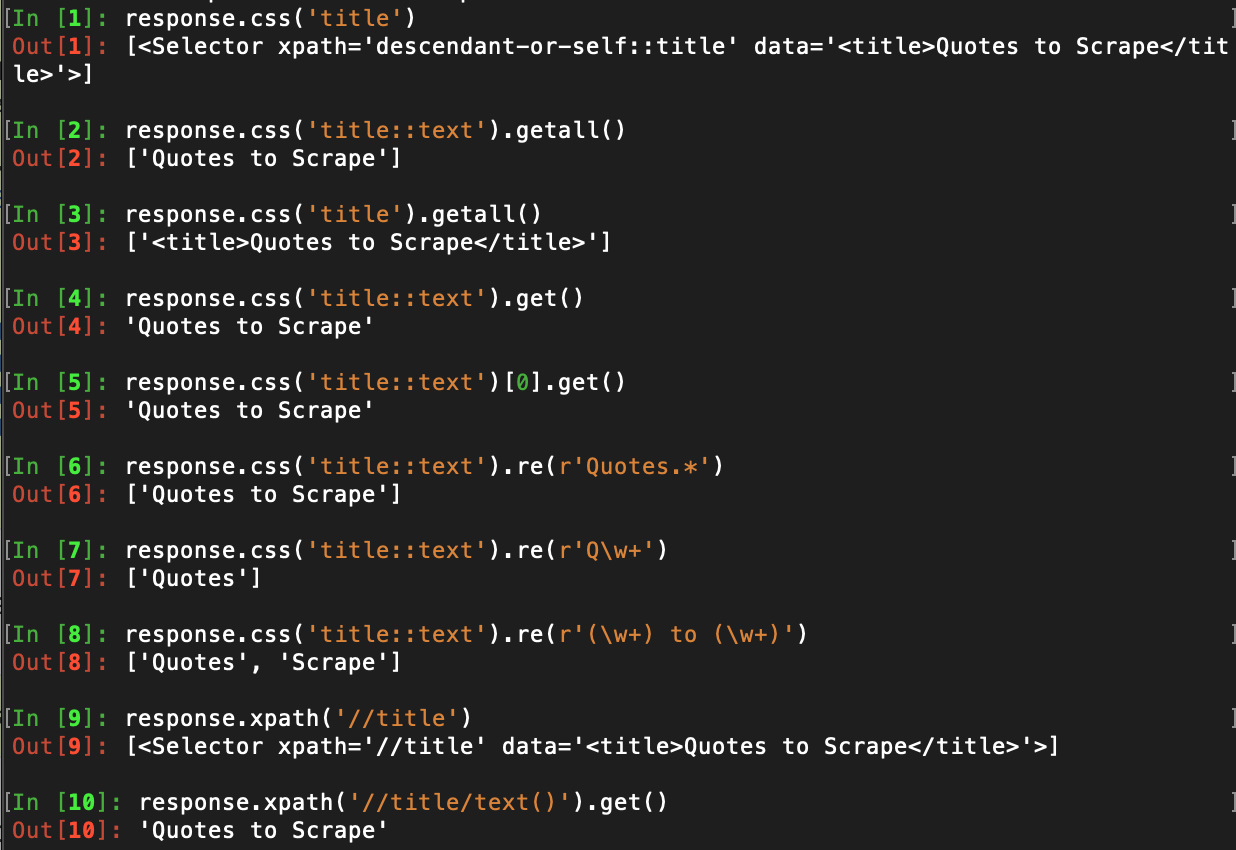 [In [1]: response.css('title') ]
Out[1]: [<Selector xpath='descendant-or-self::title' data='<title>Quotes to Scrape</tit
le>'>]
[In [2]: response.css('title::text').getall() ]
Out[2]: ['Quotes to Scrape']
[In [3]: response.css('title').getall() ]
Out[3]: ['<title>Quotes to Scrape</title>']
[In [4]: response.css('title::text').get() ]
Out[4]: 'Quotes to Scrape'
[In [5]: response.css('title::text')[0].get() ]
Out[5]: 'Quotes to Scrape'
[In [6]: response.css('title::text').re(r'Quotes.*') ]
Out[6]: ['Quotes to Scrape']
[In [7]: response.css('title::text').re(r'Q\w+') ]
Out[7]: ['Quotes']
[In [8]: response.css('title::text').re(r'(\w+) to (\w+)') ]
Out[8]: ['Quotes', 'Scrape']
[In [9]: response.xpath('//title') ]
Out[9]: [<Selector xpath='//title' data='<title>Quotes to Scrape</title>'>]
[In [10]: response.xpath('//title/text()').get() ]
Out[10]: 'Quotes to Scrape'